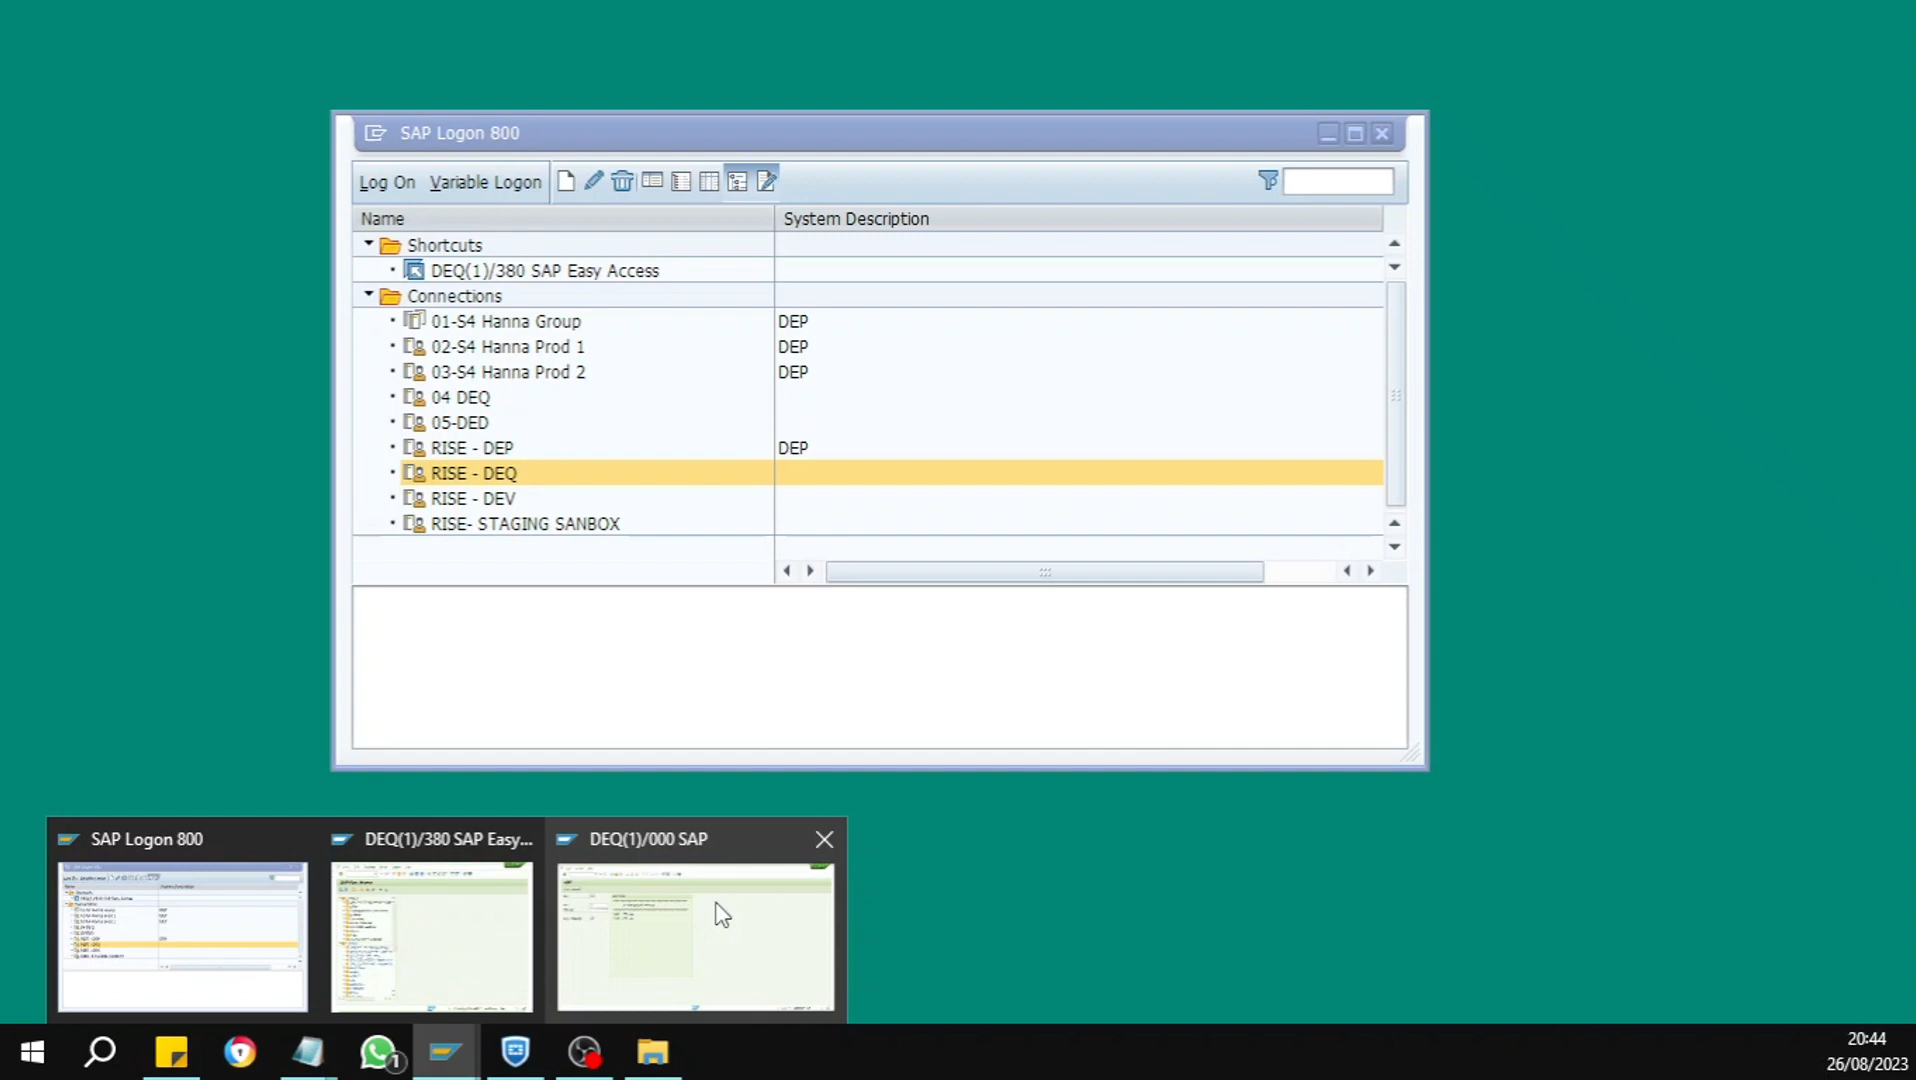 SAP Logon 800
Log On Variable Logon
Name System Description
Shortcuts
DEQ(1)/380 SAP Easy Access
Connections
01-S4 Hanna Group DEP
02-S4 Hanna Prod 1 DEP
03-S4 Hanna Prod 2 DEP
04 DEQ
05-DED
RISE - DEP DEP
RISE - DEQ
RISE - DEV
RISE- STAGING SANBOX
SAP Logon 800 DEQ(1)/380 SAP Easy... DEQ(1)/000 SAP
1
20:44
26/08/2023